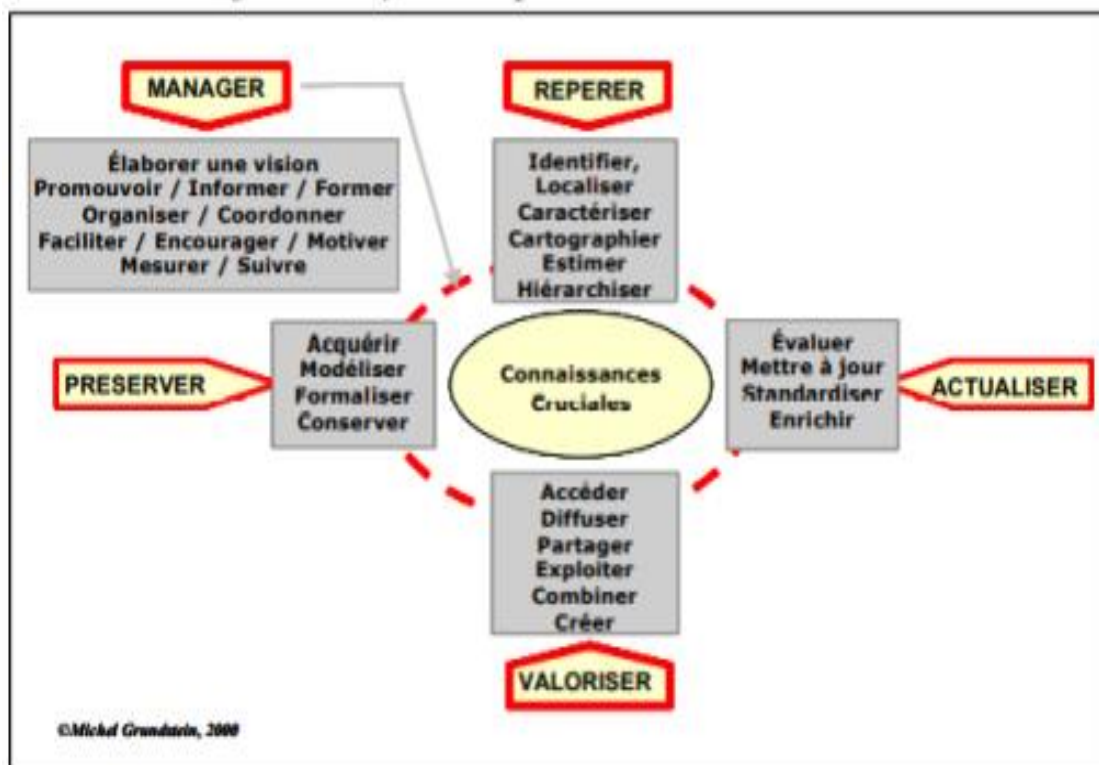 MANAGER
Élaborer une vision
Promouvoir / Informer / Former
Organiser / Coordonner
Faciliter / Encourager / Motiver
Mesurer / Suivre
REPERER
Identifier,
Localiser
Caractériser
Cartographier
Estimer
Hiérarchiser
PRESERVER
Acquérir
Modéliser
Formaliser
Conserver
Connaissances
Cruciales
Évaluer
Mettre à jour
Standardiser
Enrichir
ACTUALISER
Accéder
Diffuser
Partager
Exploiter
Combiner
Créer
VALORISER
©Michel Grundstein, 2000